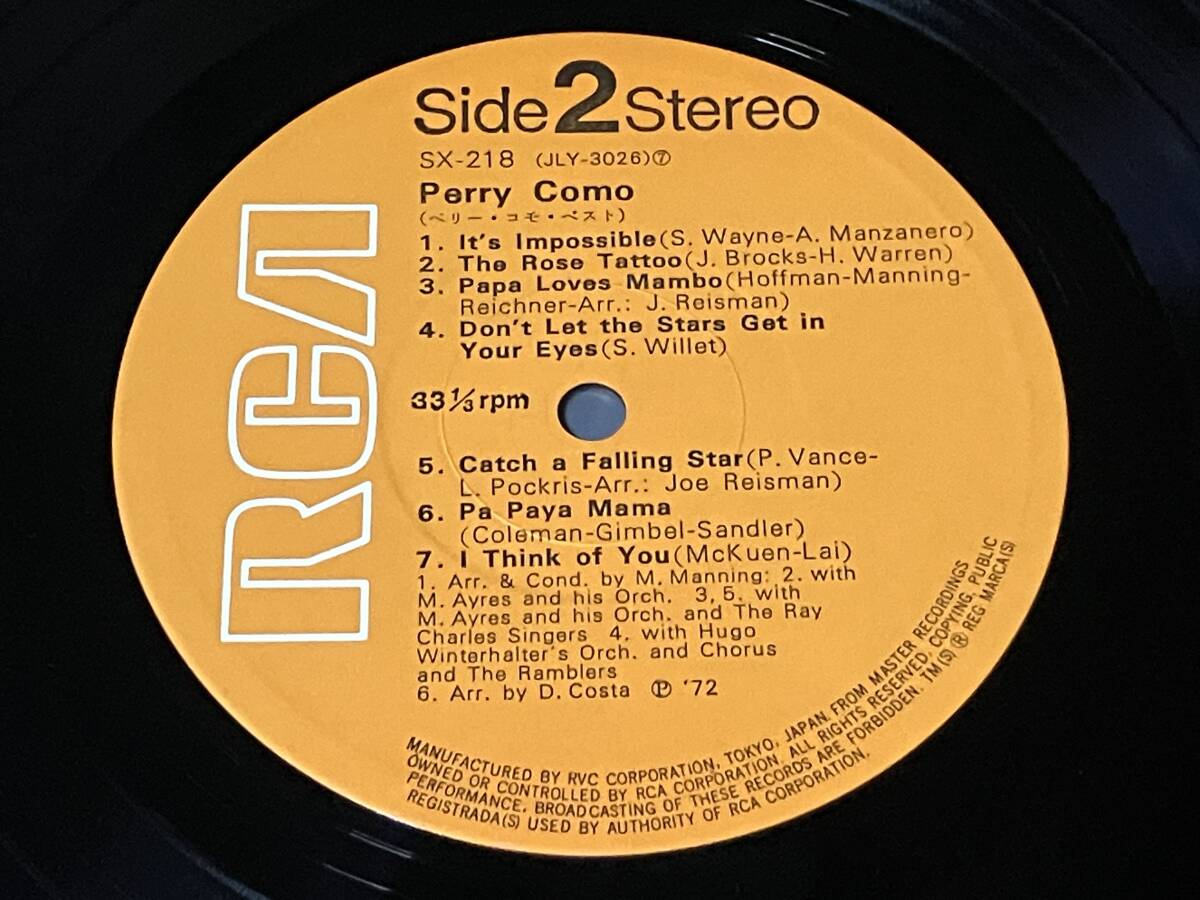 Side 2 Stereo
SX-218 (JLY-3026)⑦
Perry Como
(ペリー・コモ・ベスト)
1. It's Impossible(S. Wayne-A. Manzanero)
2. The Rose Tattoo(J. Brocks-H. Warren)
3. Papa Loves Mambo(Hoffman-Manning-
Reichner-Arr.: J. Reisman)
4. Don't Let the Stars Get in
Your Eyes(S. Willet)
33⅓rpm
5. Catch a Falling Star(P. Vance-
L. Pockris-Arr.: Joe Reisman)
6. Pa Paya Mama
(Coleman-Gimbel-Sandler)
7. I Think of You(McKuen-Lai)
1. Arr. & Cond. by M. Manning: 2. with
M. Ayres and his Orch. 3, 5. with
M. Ayres and his Orch. and The Ray
Charles Singers 4. with Hugo
Winterhalter's Orch. and Chorus
and The Ramblers
6. Arr. by D. Costa ℗ '72
RCA
MANUFACTURED BY RVC CORPORATION, TOKYO, JAPAN. FROM MASTER RECORDINGS
OWNED OR CONTROLLED BY RCA CORPORATION. ALL RIGHTS RESERVED. COPYING, PUBLIC
PERFORMANCE, BROADCASTING OF THESE RECORDS ARE FORBIDDEN. TM(S) ® REG. MARCA(S)
REGISTRADA(S) USED BY AUTHORITY OF RCA CORPORATION.